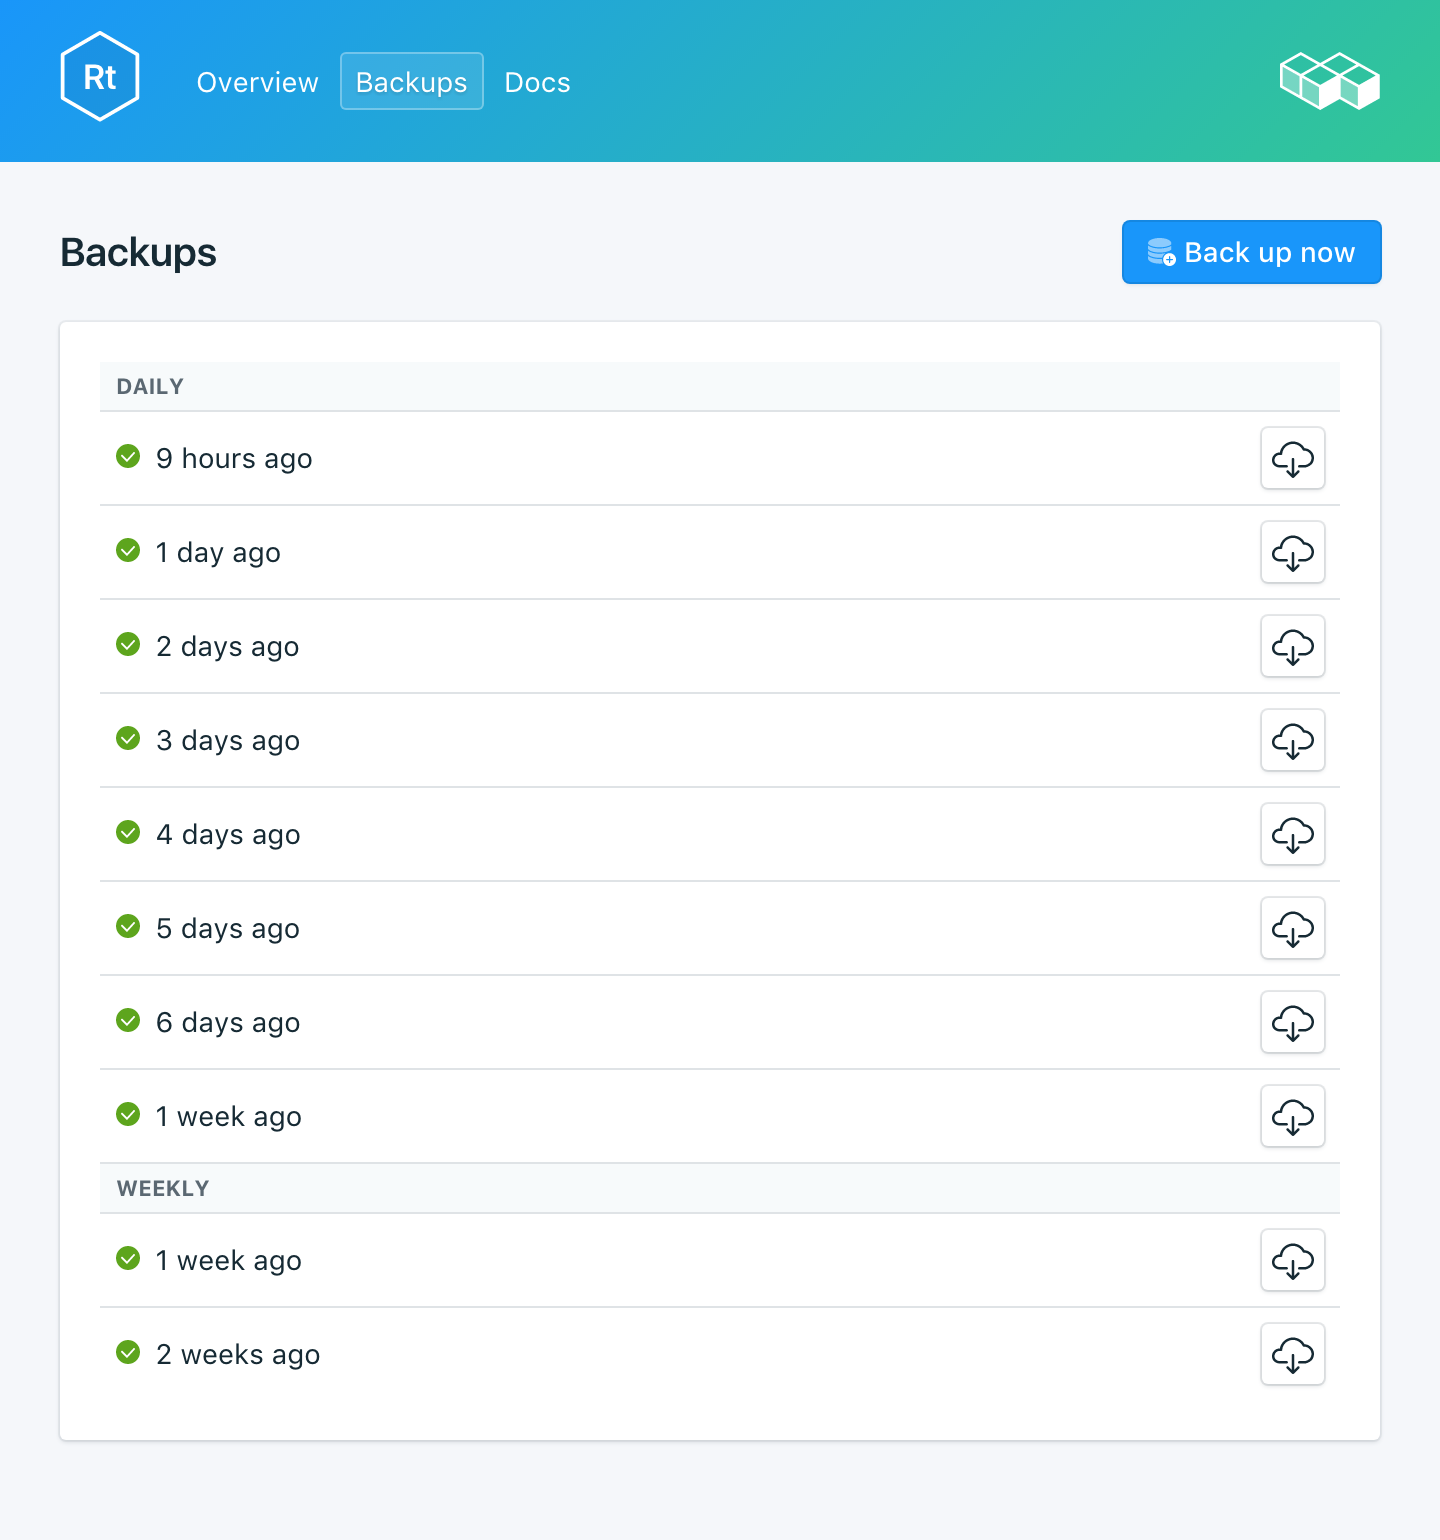 Rt
Overview Backups Docs
Backups
Back up now
DAILY
9 hours ago
1 day ago
2 days ago
3 days ago
4 days ago
5 days ago
6 days ago
1 week ago
WEEKLY
1 week ago
2 weeks ago